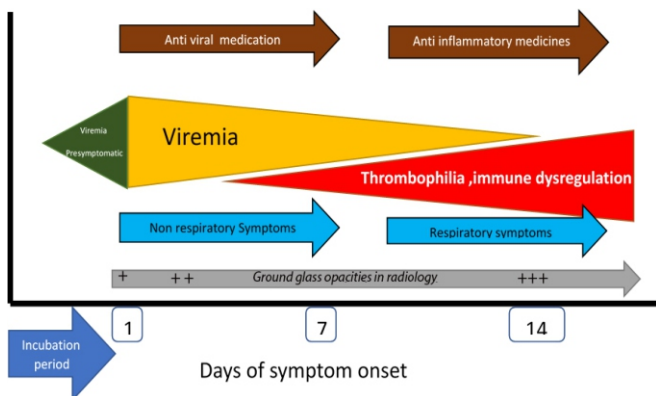 Anti viral medication
Anti inflammatory medicines
Viremia
Presymptomatic
Viremia
Thrombophilia ,immune dysregulation
Non respiratory Symptoms
Respiratory symptoms
+
++
Ground glass opacities in radiology
+++
1
7
14
Incubation
period
Days of symptom onset